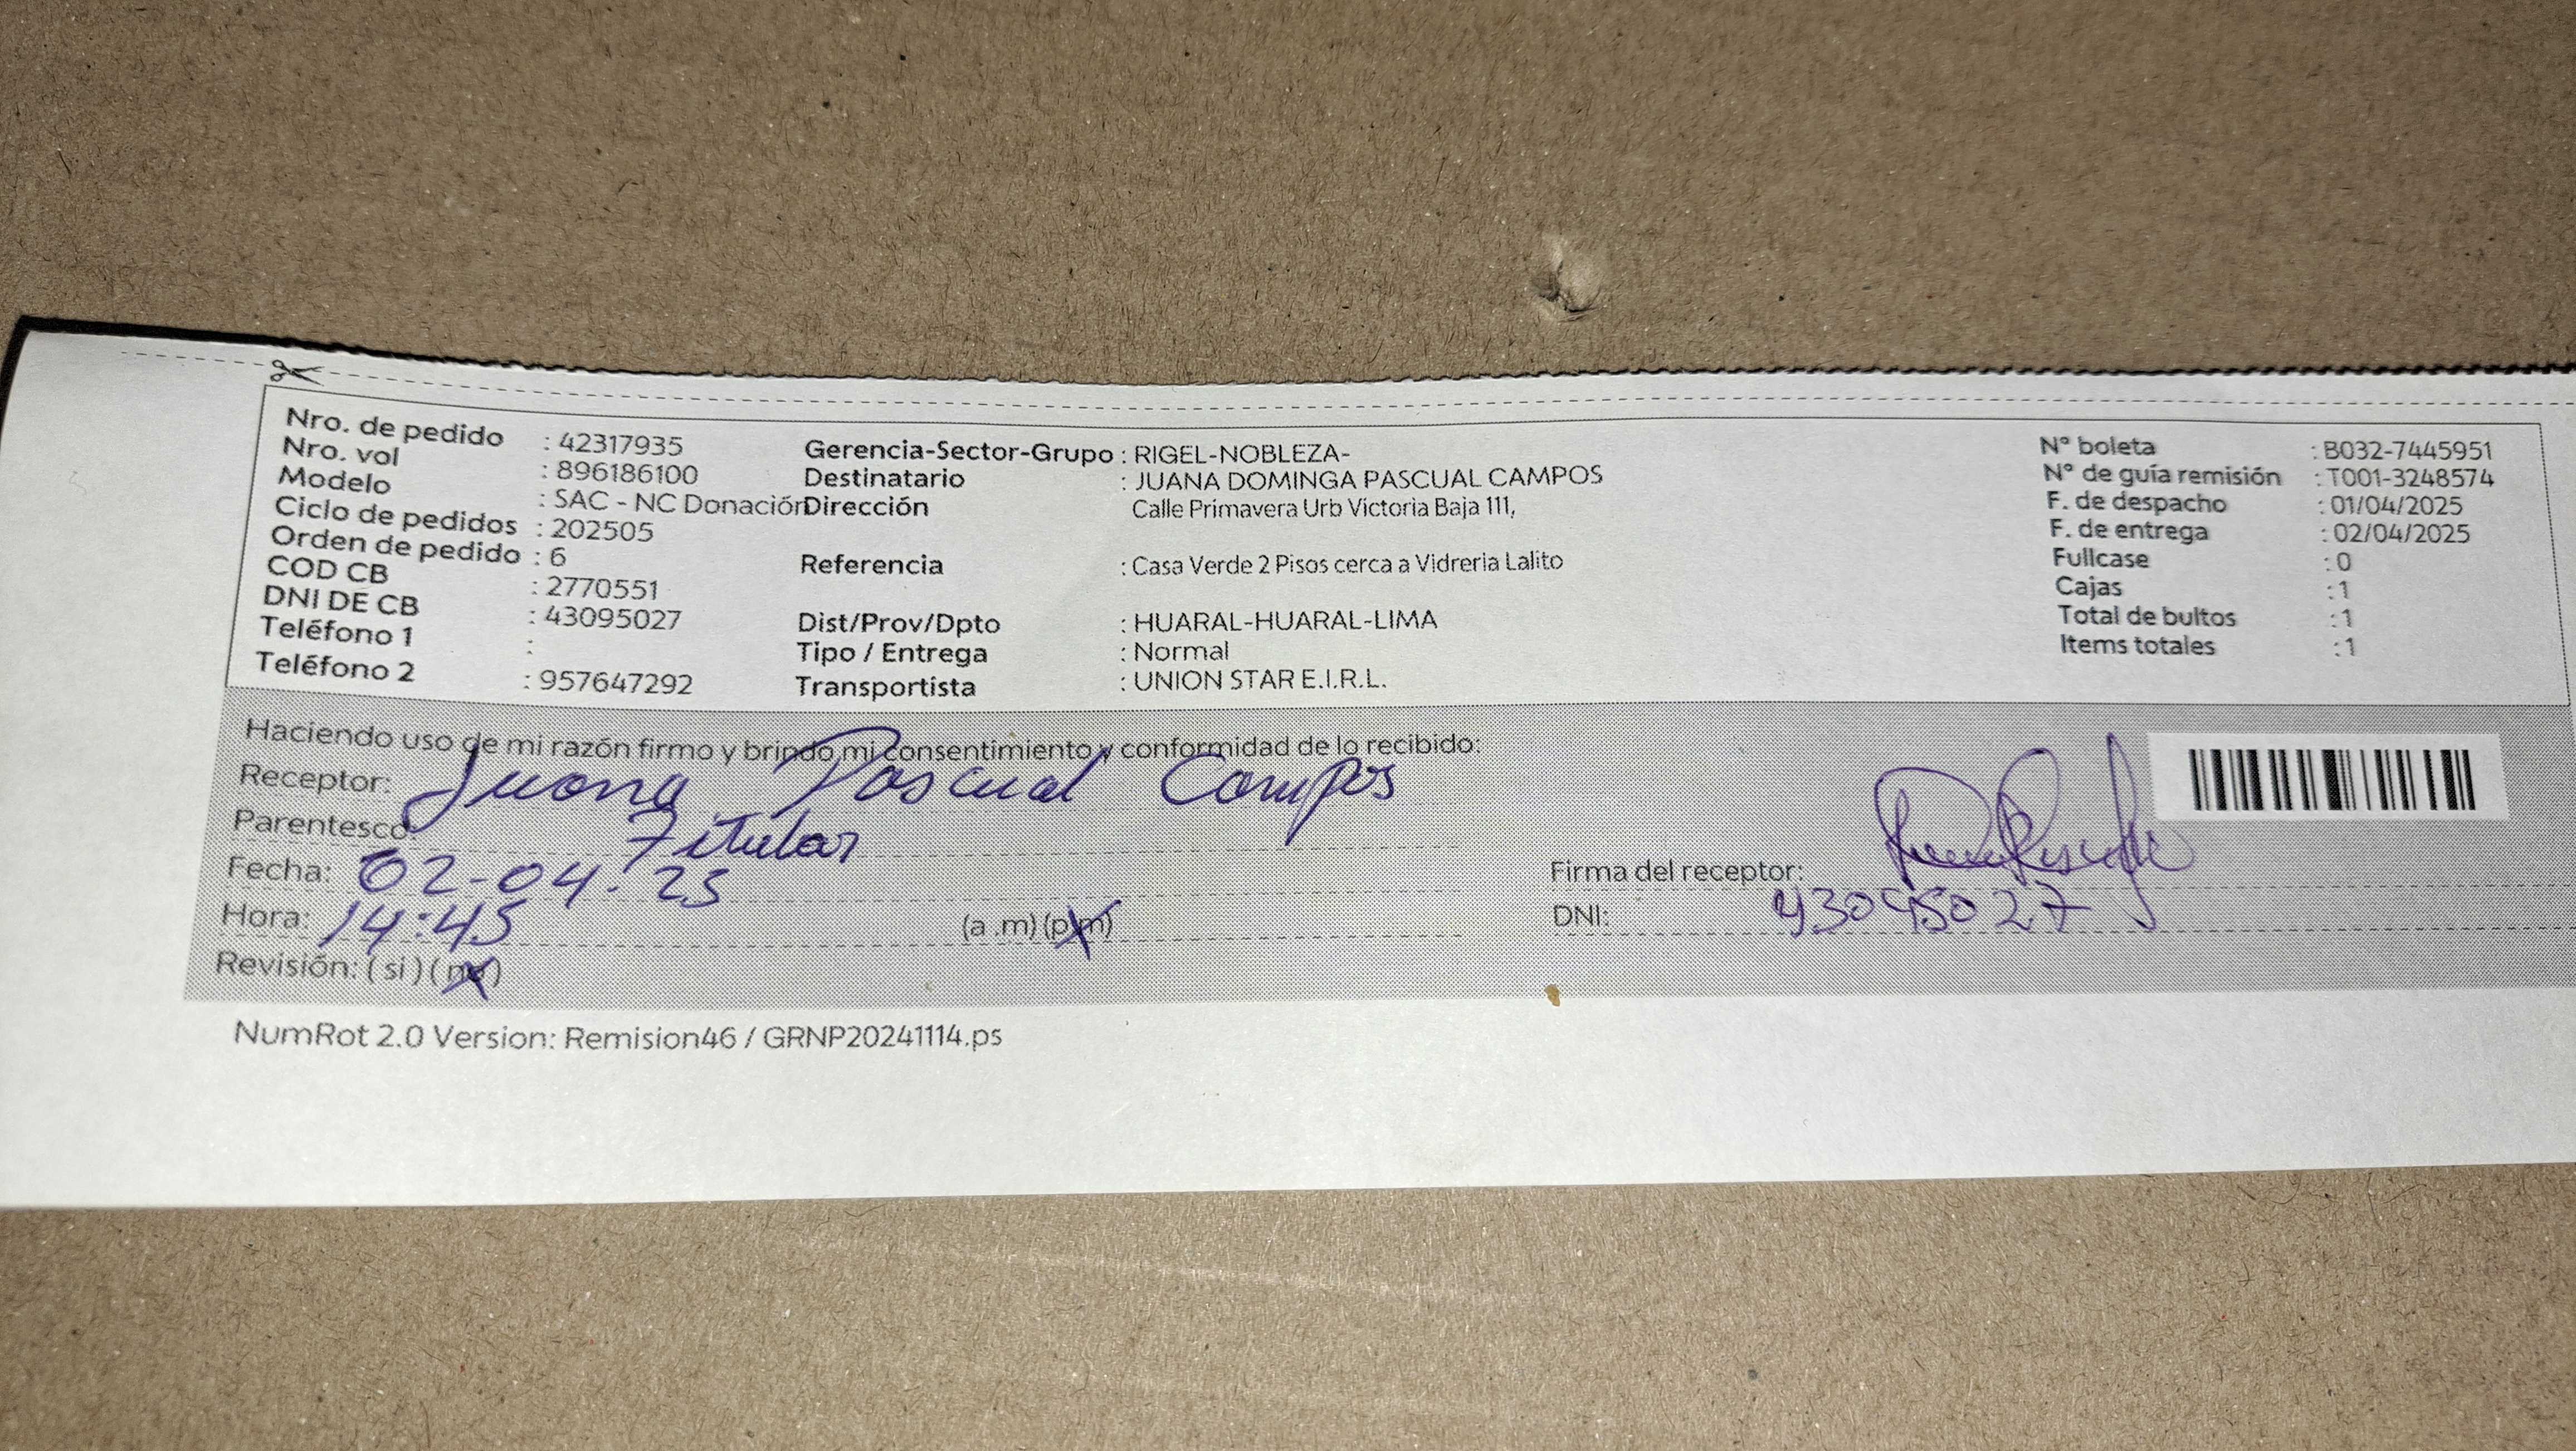 Nro. de pedido : 42317935
Nro. vol : 896186100
Modelo : SAC - NC Donación
Ciclo de pedidos : 202505
Orden de pedido : 6
COD CB : 2770551
DNI DE CB : 43095027
Teléfono 1 :
Teléfono 2 : 957647292
Gerencia-Sector-Grupo : RIGEL-NOBLEZA-
Destinatario : JUANA DOMINGA PASCUAL CAMPOS
Dirección Calle Primavera Urb Victoria Baja 111,
Referencia : Casa Verde 2 Pisos cerca a Vidreria Lalito
Dist/Prov/Dpto : HUARAL-HUARAL-LIMA
Tipo / Entrega : Normal
Transportista : UNION STAR E.I.R.L.
N° boleta : B032-7445951
N° de guía remisión : T001-3248574
F. de despacho : 01/04/2025
F. de entrega : 02/04/2025
Fullcase : 0
Cajas : 1
Total de bultos : 1
Items totales : 1
Haciendo uso de mi razón firmo y brindo mi consentimiento y conformidad de lo recibido:
Receptor: Juana Pascual Campos
Parentesco: Titular
Fecha: 02-04-25
Hora: 14:45 (a .m) (p.m)
Revisión: ( si ) ( no )
Firma del receptor:
DNI: 43095027
NumRot 2.0 Version: Remision46 / GRNP20241114.ps